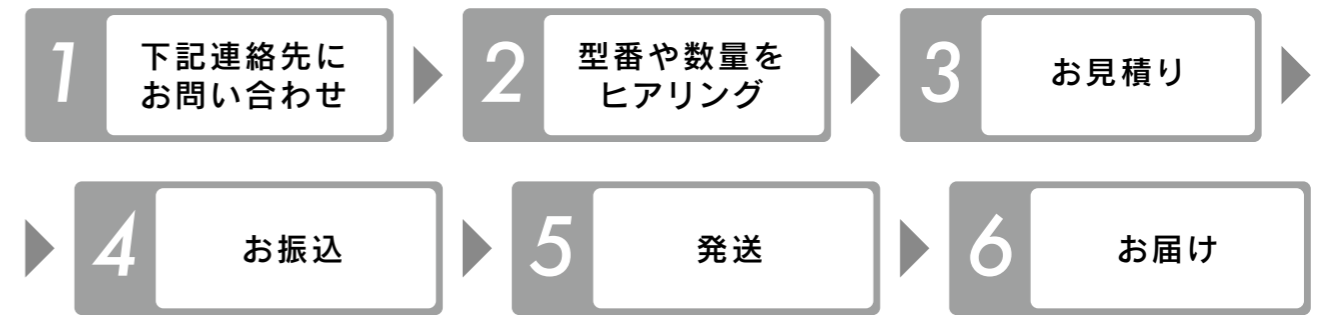 1
下記連絡先に
お問い合わせ
2
型番や数量を
ヒアリング
3
お見積り
4
お振込
5
発送
6
お届け